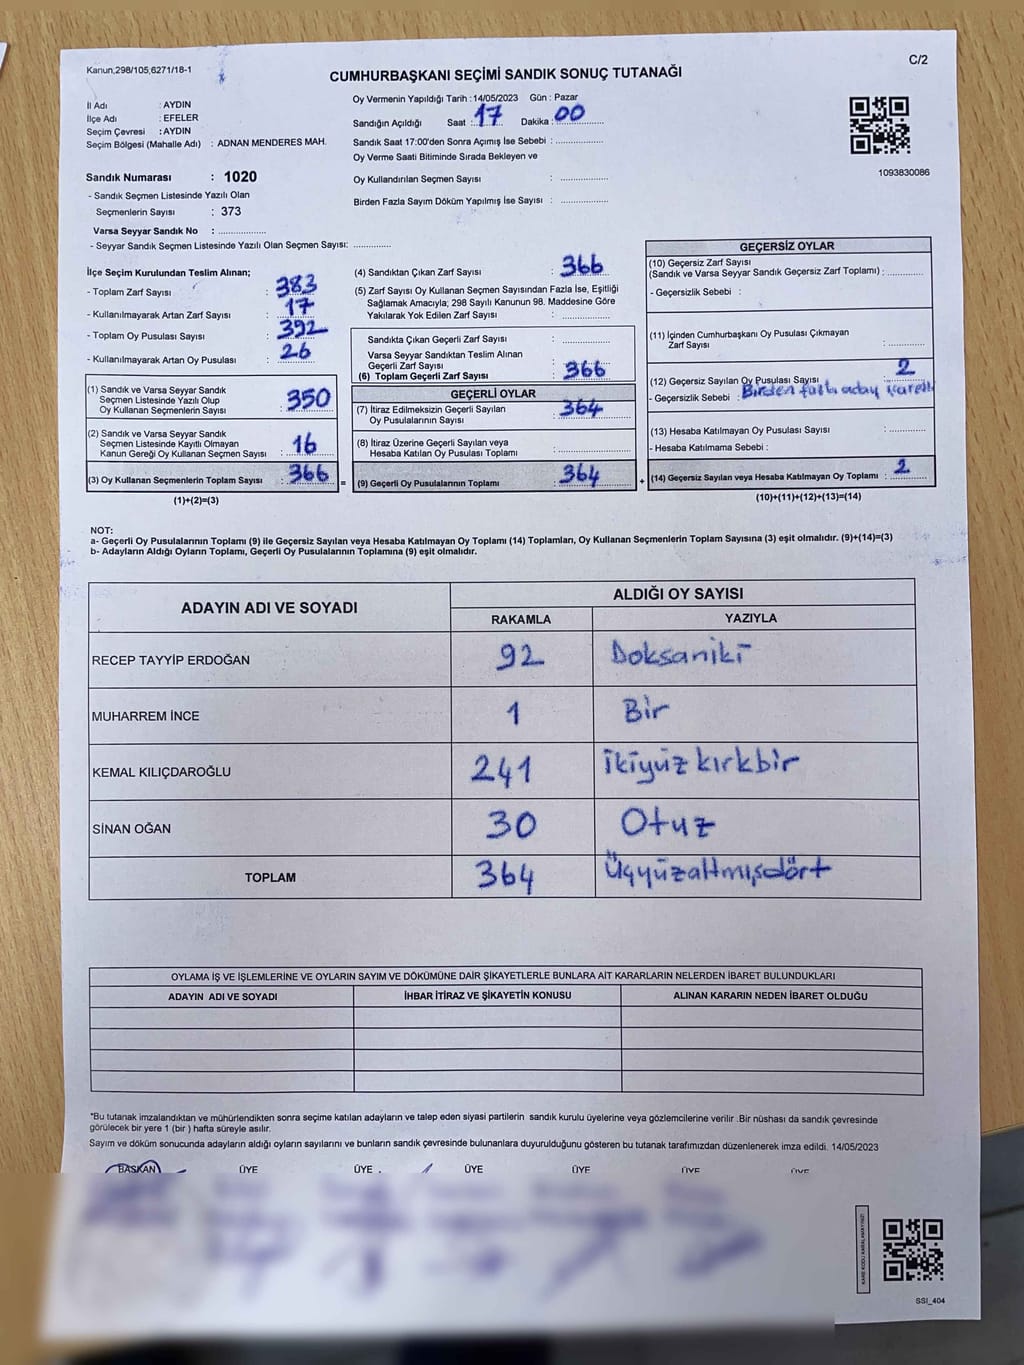 Kanun,298/105,6271/18-1
C/2
CUMHURBAŞKANI SEÇİMİ SANDIK SONUÇ TUTANAĞI
İl Adı : AYDIN
İlçe Adı : EFELER
Seçim Çevresi : AYDIN
Seçim Bölgesi (Mahalle Adı) : ADNAN MENDERES MAH.
Sandık Numarası : 1020
- Sandık Seçmen Listesinde Yazılı Olan
Seçmenlerin Sayısı : 373
Varsa Seyyar Sandık No : ................
- Seyyar Sandık Seçmen Listesinde Yazılı Olan Seçmen Sayısı: .............
Oy Vermenin Yapıldığı Tarih : 14/05/2023 Gün : Pazar
Sandığın Açıldığı Saat : 17 Dakika : 00
Sandık Saat 17:00'den Sonra Açımış İse Sebebi : ................
Oy Verme Saati Bitiminde Sırada Bekleyen ve
Oy Kullandırılan Seçmen Sayısı : ................
Birden Fazla Sayım Döküm Yapılmış İse Sayısı : ................
1093830086
İlçe Seçim Kurulundan Teslim Alınan;
- Toplam Zarf Sayısı : 383
- Kullanılmayarak Artan Zarf Sayısı : 17
- Toplam Oy Pusulası Sayısı : 392
- Kullanılmayarak Artan Oy Pusulası : 26
(1) Sandık ve Varsa Seyyar Sandık
Seçmen Listesinde Yazılı Olup
Oy Kullanan Seçmenlerin Sayısı : 350
(2) Sandık ve Varsa Seyyar Sandık
Seçmen Listesinde Kayıtlı Olmayan
Kanun Gereği Oy Kullanan Seçmen Sayısı : 16
(3) Oy Kullanan Seçmenlerin Toplam Sayısı : 366
(1)+(2)=(3)
=
(4) Sandıktan Çıkan Zarf Sayısı : 366
(5) Zarf Sayısı Oy Kullanan Seçmen Sayısından Fazla İse, Eşitliği
Sağlamak Amacıyla; 298 Sayılı Kanunun 98. Maddesine Göre
Yakılarak Yok Edilen Zarf Sayısı : ................
Sandıkta Çıkan Geçerli Zarf Sayısı : ................
Varsa Seyyar Sandıktan Teslim Alınan
Geçerli Zarf Sayısı : ................
(6) Toplam Geçerli Zarf Sayısı : 366
GEÇERLİ OYLAR
(7) İtiraz Edilmeksizin Geçerli Sayılan
Oy Pusulalarının Sayısı : 364
(8) İtiraz Üzerine Geçerli Sayılan veya
Hesaba Katılan Oy Pusulası Toplamı : ................
(9) Geçerli Oy Pusulalarının Toplamı : 364
+
GEÇERSİZ OYLAR
(10) Geçersiz Zarf Sayısı
(Sandık ve Varsa Seyyar Sandık Geçersiz Zarf Toplamı) : ............
- Geçersizlik Sebebi :
(11) İçinden Cumhurbaşkanı Oy Pusulası Çıkmayan
Zarf Sayısı : ............
(12) Geçersiz Sayılan Oy Pusulası Sayısı : 2
- Geçersizlik Sebebi : Birden fazla aday
(13) Hesaba Katılmayan Oy Pusulası Sayısı : ............
- Hesaba Katılmama Sebebi :
(14) Geçersiz Sayılan veya Hesaba Katılmayan Oy Toplamı : 2
(10)+(11)+(12)+(13)=(14)
NOT:
a- Geçerli Oy Pusulalarının Toplamı (9) ile Geçersiz Sayılan veya Hesaba Katılmayan Oy Toplamı (14) Toplamları, Oy Kullanan Seçmenlerin Toplam Sayısına (3) eşit olmalıdır. (9)+(14)=(3)
b- Adayların Aldığı Oyların Toplamı, Geçerli Oy Pusulalarının Toplamına (9) eşit olmalıdır.
ADAYIN ADI VE SOYADI
ALDIĞI OY SAYISI
RAKAMLA YAZIYLA
RECEP TAYYİP ERDOĞAN 92 Doksaniki
MUHARREM İNCE 1 Bir
KEMAL KILIÇDAROĞLU 241 ikiyüz kırkbir
SİNAN OĞAN 30 Otuz
TOPLAM 364 Üçyüzaltmışdört
OYLAMA İŞ VE İŞLEMLERİNE VE OYLARIN SAYIM VE DÖKÜMÜNE DAİR ŞİKAYETLERLE BUNLARA AİT KARARLARIN NELERDEN İBARET BULUNDUKLARI
ADAYIN ADI VE SOYADI İHBAR İTİRAZ VE ŞİKAYETİN KONUSU ALINAN KARARIN NEDEN İBARET OLDUĞU
*Bu tutanak imzalandıktan ve mühürlendikten sonra seçime katılan adayların ve talep eden siyasi partilerin sandık kurulu üyelerine veya gözlemcilerine verilir .Bir nüshası da sandık çevresinde
görülecek bir yere 1 (bir ) hafta süreyle asılır.
Sayım ve döküm sonucunda adayların aldığı oyların sayılarını ve bunların sandık çevresinde bulunanlara duyurulduğunu gösteren bu tutanak tarafımızdan düzenlenerek imza edildi. 14/05/2023
BAŞKAN ÜYE ÜYE ÜYE ÜYE ÜYE ÜYE
SSI_404